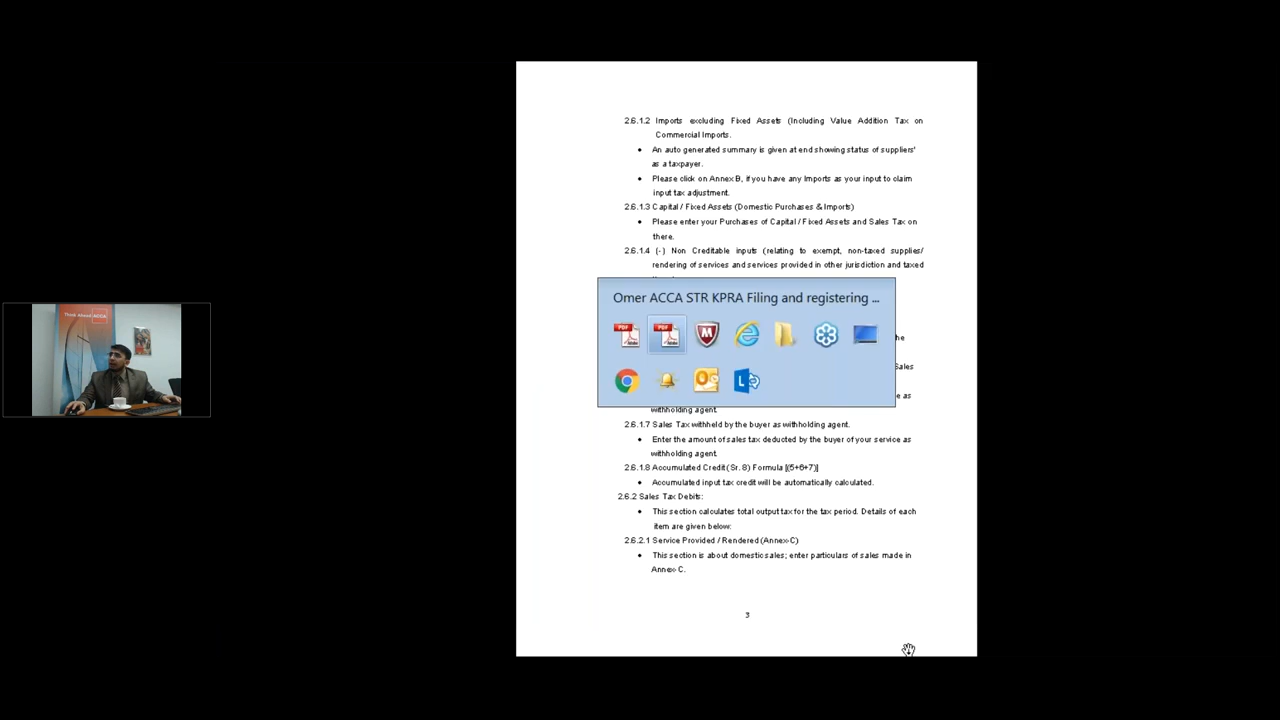 2.6.1.2 Imports excluding Fixed Assets (Including Value Addition Tax on
Commercial Imports.
• An auto generated summary is given at end showing status of suppliers'
as a taxpayer.
• Please click on Annex B, if you have any Imports as your input to claim
input tax adjustment.
2.6.1.3 Capital / Fixed Assets (Domestic Purchases & Imports)
• Please enter your Purchases of Capital / Fixed Assets and Sales Tax on
there.
2.6.1.4 (-) Non Creditable inputs (relating to exempt, non-taxed supplies/
rendering of services and services provided in other jurisdiction and taxed
Omer ACCA STR KPRA Filing and registering ...
PDF
PDF
Think Ahead ACCA
Sales
as
withholding agent.
2.6.1.7 Sales Tax withheld by the buyer as withholding agent.
• Enter the amount of sales tax deducted by the buyer of your service as
withholding agent.
2.6.1.8 Accumulated Credit (Sr. 8) Formula [(5+6+7)]
• Accumulated input tax credit will be automatically calculated.
2.6.2 Sales Tax Debits:
• This section calculates total output tax for the tax period. Details of each
item are given below:
2.6.2.1 Service Provided / Rendered (Annex-C)
• This section is about domestic sales; enter particulars of sales made in
Annex- C.
3